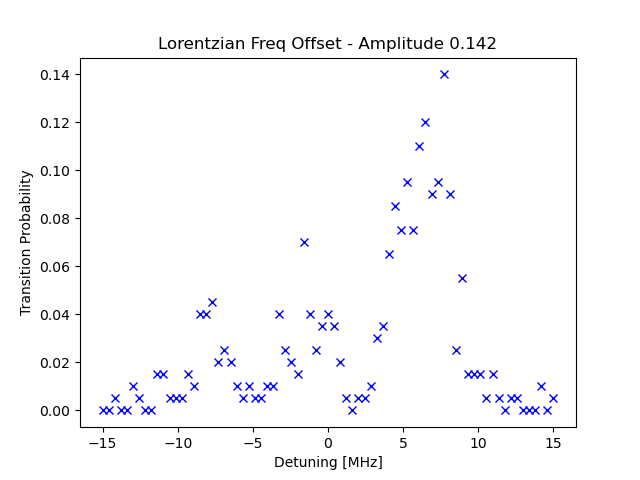 Lorentzian Freq Offset - Amplitude 0.142
Transition Probability
0.14
0.12
0.10
0.08
0.06
0.04
0.02
0.00
−15 −10 −5 0 5 10 15
Detuning [MHz]